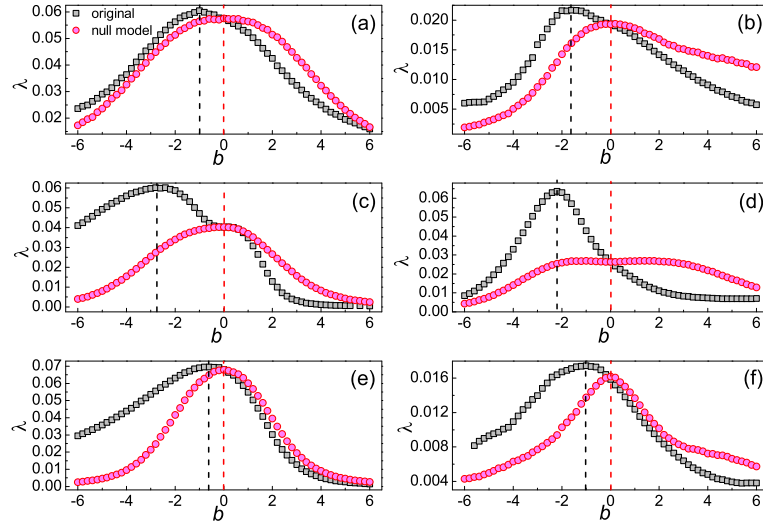 0.06
0.05
0.04
0.03
0.02
λ
original
null model
(a)
-6 -4 -2 0 2 4 6
b
0.020
0.015
0.010
0.005
λ
(b)
-6 -4 -2 0 2 4 6
b
0.06
0.05
0.04
0.03
0.02
0.01
0.00
λ
(c)
-6 -4 -2 0 2 4 6
b
0.06
0.05
0.04
0.03
0.02
0.01
0.00
λ
(d)
-6 -4 -2 0 2 4 6
b
0.07
0.06
0.05
0.04
0.03
0.02
0.01
0.00
λ
(e)
-6 -4 -2 0 2 4 6
b
0.016
0.012
0.008
0.004
λ
(f)
-6 -4 -2 0 2 4 6
b